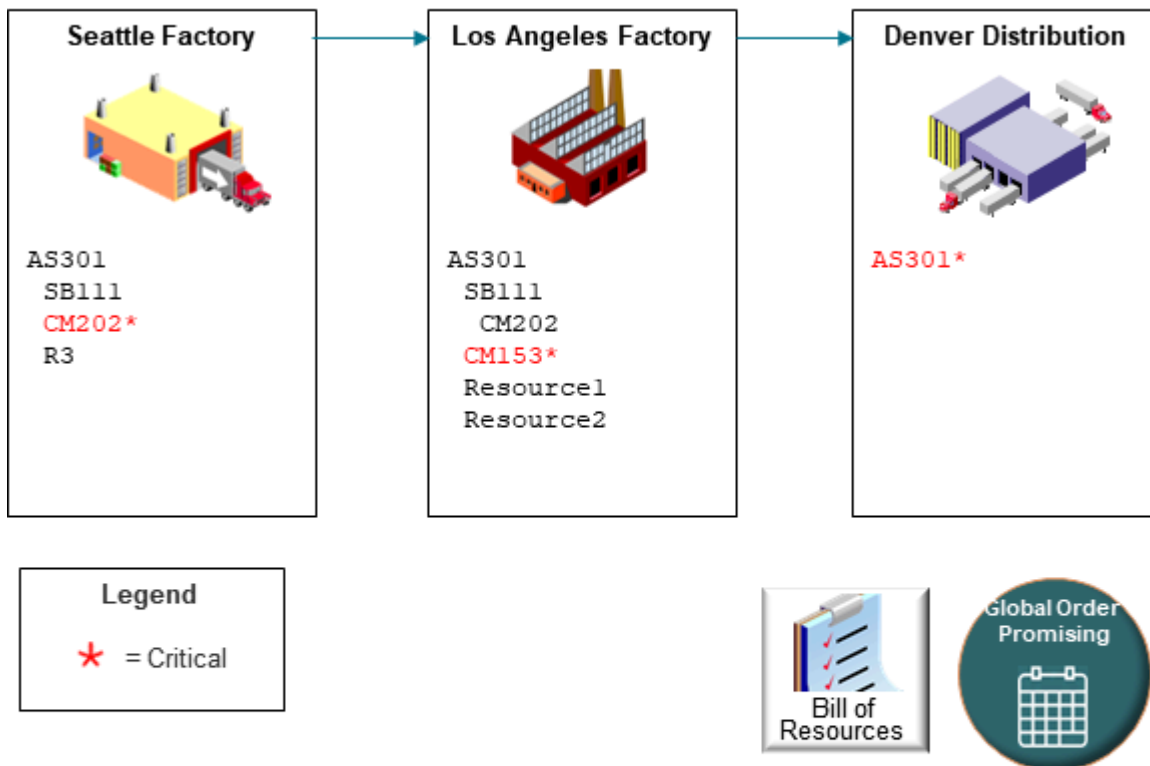 Seattle Factory
Los Angeles Factory
Denver Distribution
AS301
SB111
CM202*
R3
AS301
SB111
CM202
CM153*
Resource1
Resource2
AS301*
Legend
* = Critical
Bill of
Resources
Global Order
Promising